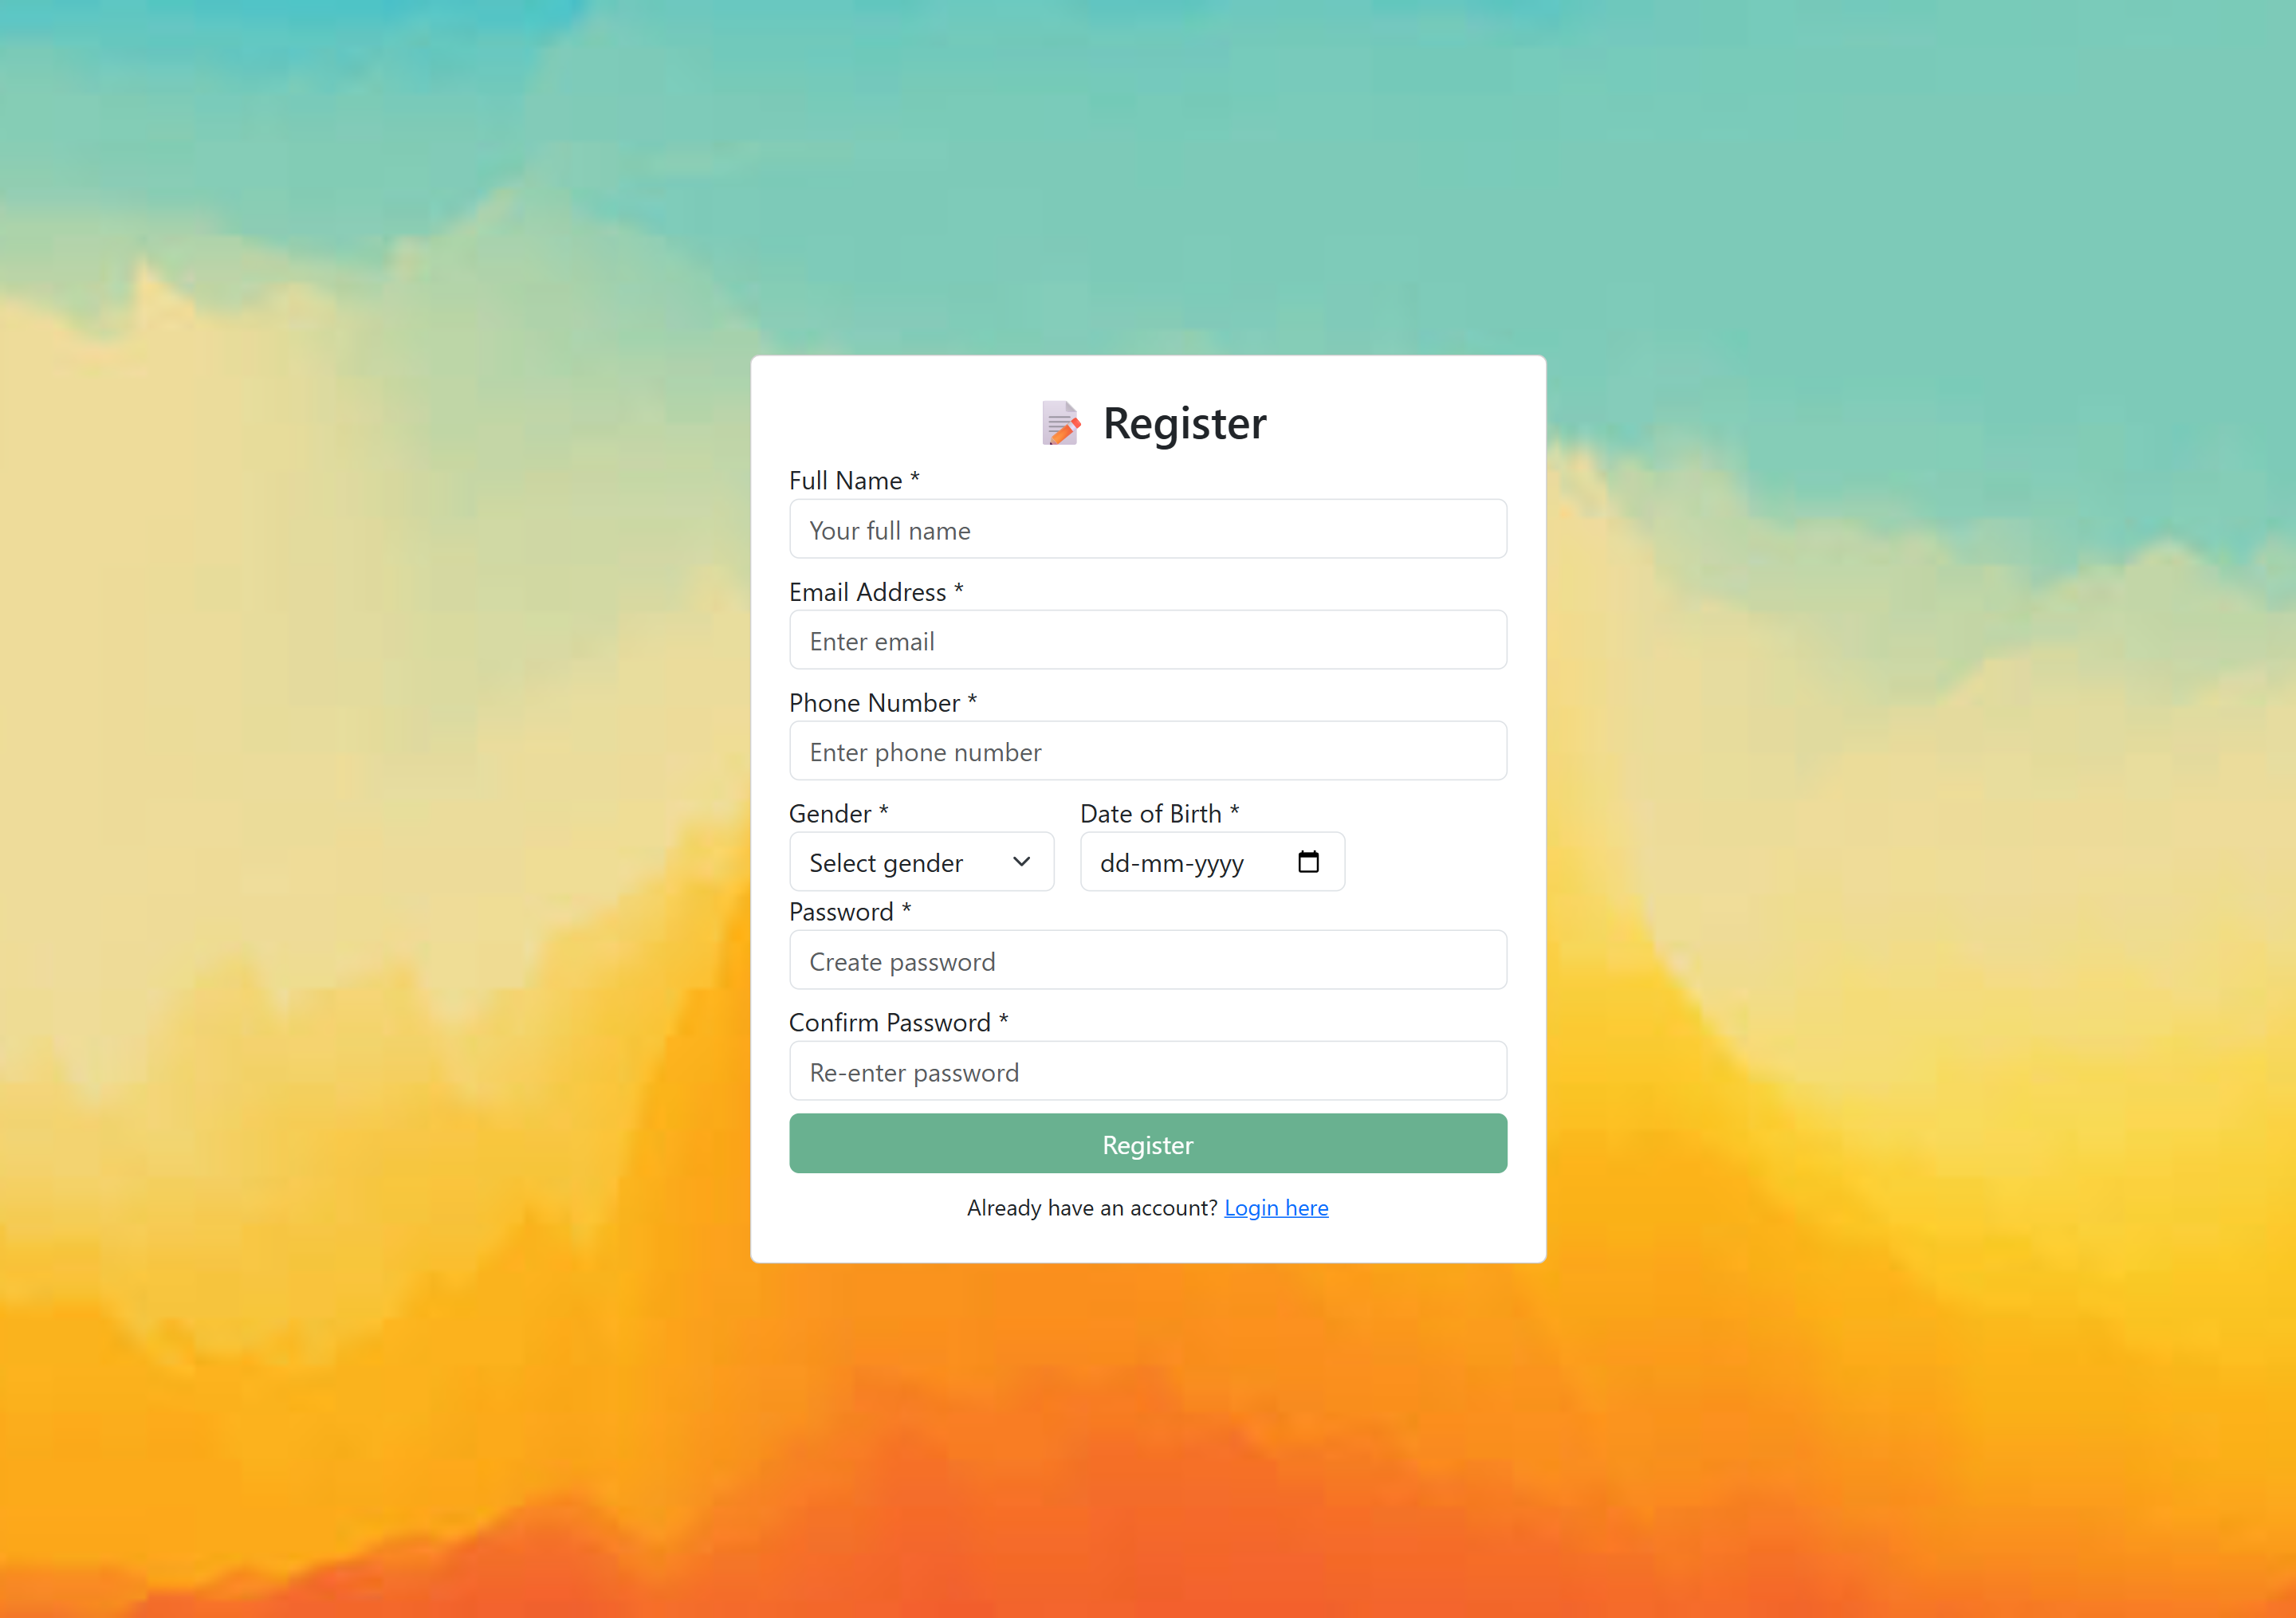 Register
Full Name *
Your full name
Email Address *
Enter email
Phone Number *
Enter phone number
Gender * Date of Birth *
Select gender dd-mm-yyyy
Password *
Create password
Confirm Password *
Re-enter password
Register
Already have an account? Login here